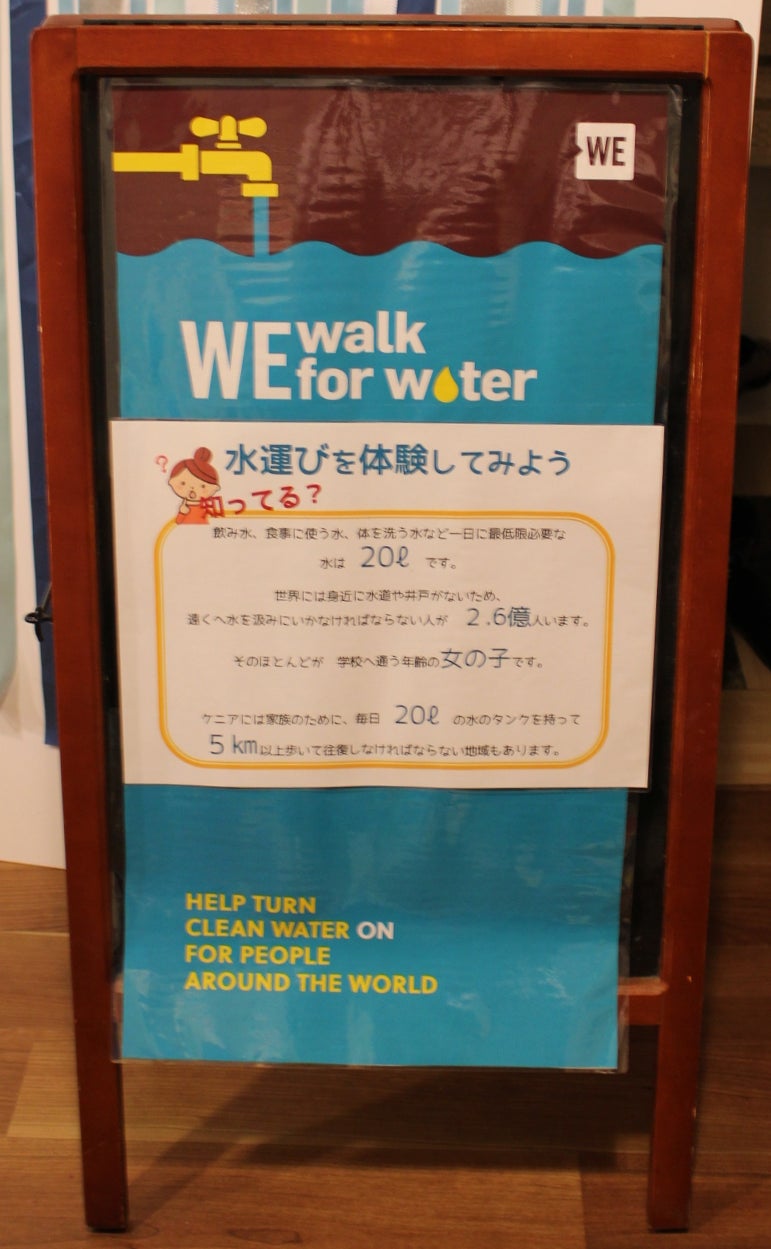 WE
WE walk
for water
水運びを体験してみよう
?
知ってる？
飲み水、食事に使う水、体を洗う水など一日に最低限必要な
水は 20ℓ です。
世界には身近に水道や井戸がないため、
遠くへ水を汲みにいかなければならない人が 2.6億人います。
そのほとんどが 学校へ通う年齢の女の子です。
ケニアには家族のために、毎日 20ℓ の水のタンクを持って
5km以上歩いて往復しなければならない地域もあります。
HELP TURN
CLEAN WATER ON
FOR PEOPLE
AROUND THE WORLD